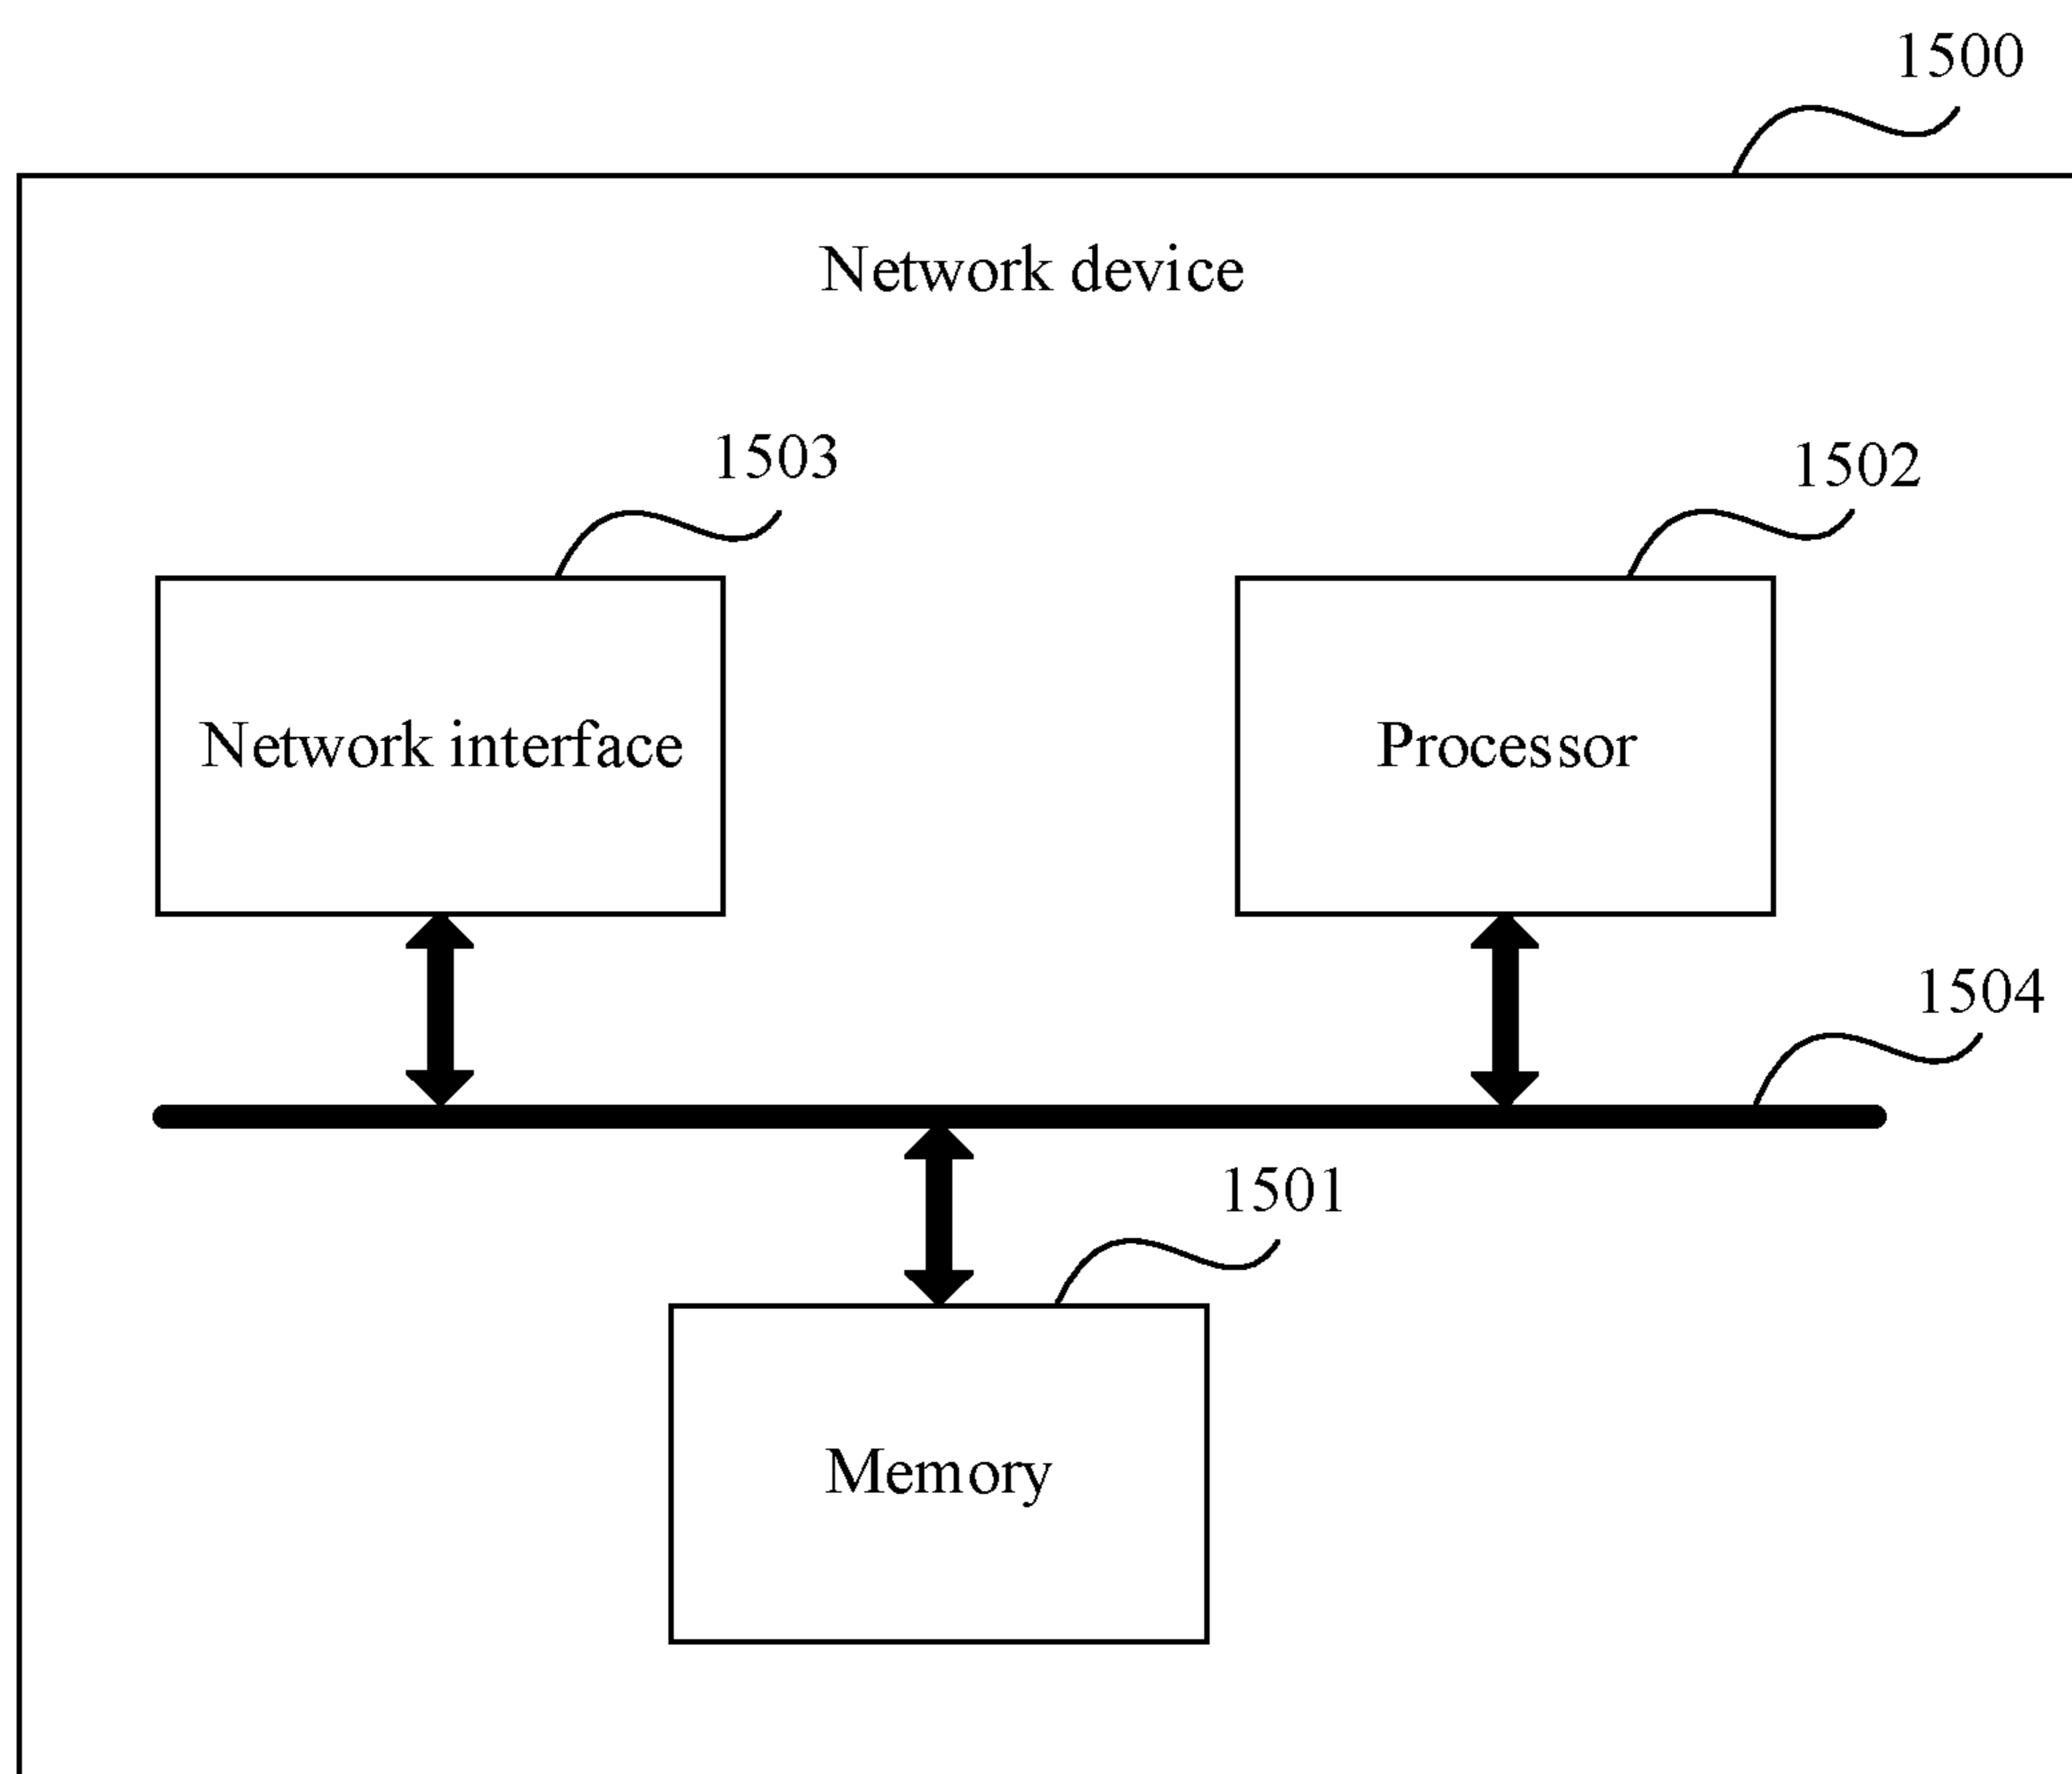 1500
Network device
1503
1502
Network interface
Processor
1504
1501
Memory